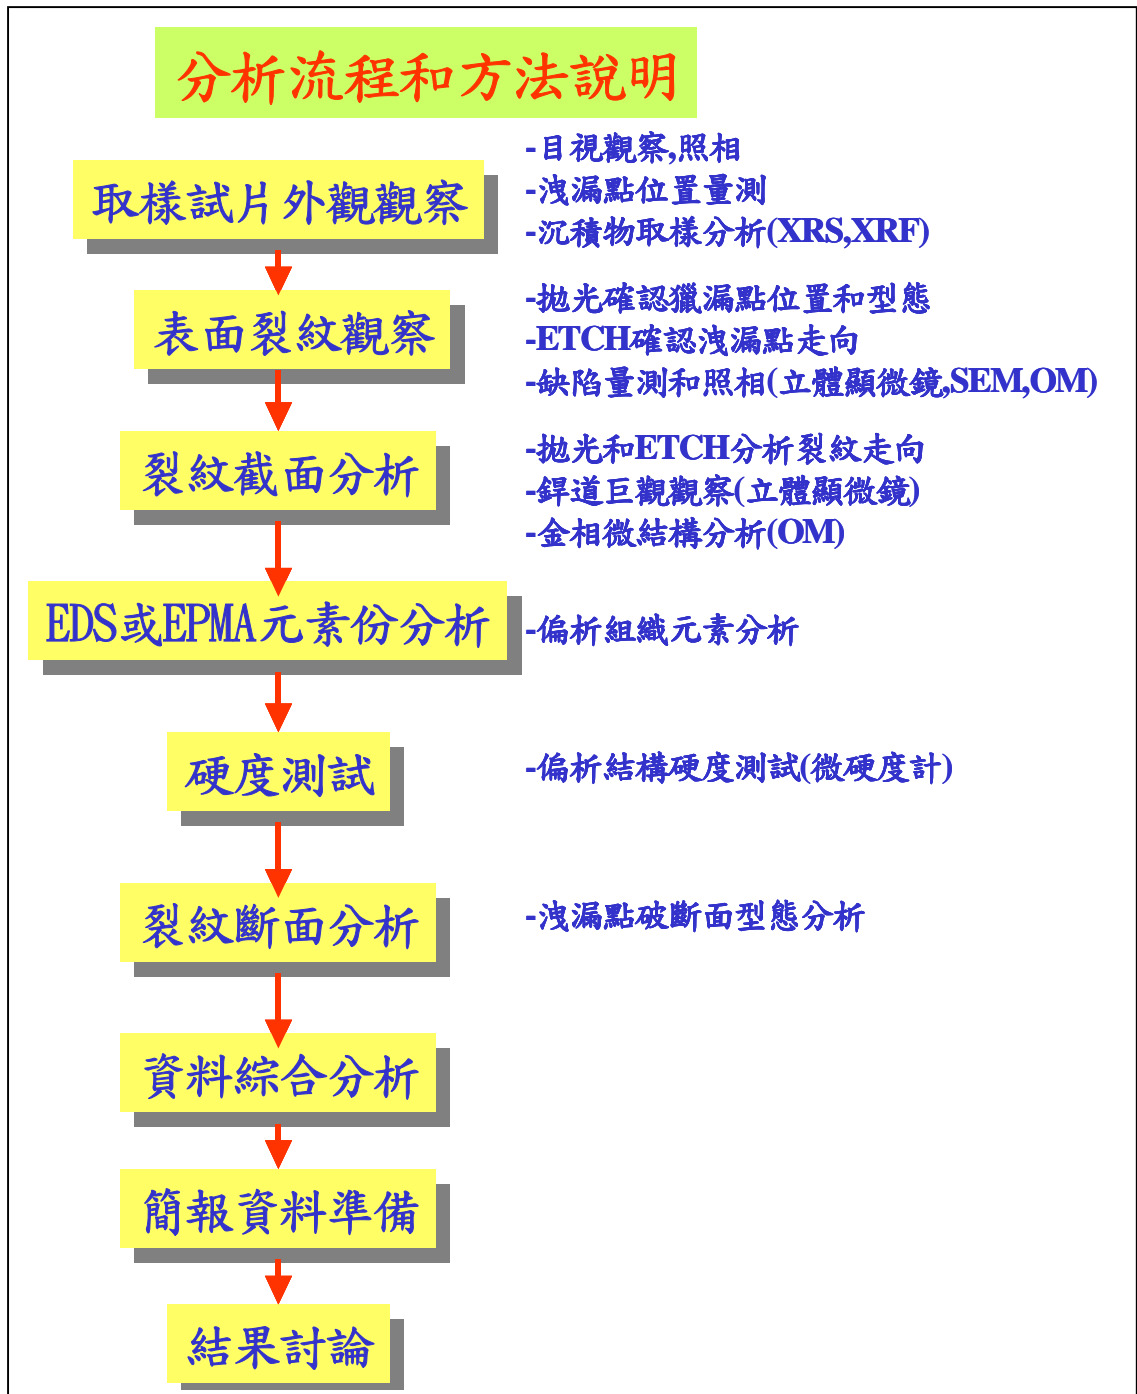 分析流程和方法說明
取樣試片外觀觀察
-目視觀察,照相
-洩漏點位置量測
-沉積物取樣分析(XRS,XRF)
表面裂紋觀察
-拋光確認獵漏點位置和型態
-ETCH確認洩漏點走向
-缺陷量測和照相(立體顯微鏡,SEM,OM)
裂紋截面分析
-拋光和ETCH分析裂紋走向
-銲道巨觀觀察(立體顯微鏡)
-金相微結構分析(OM)
EDS或EPMA元素份分析
-偏析組織元素分析
硬度測試
-偏析結構硬度測試(微硬度計)
裂紋斷面分析
-洩漏點破斷面型態分析
資料綜合分析
簡報資料準備
結果討論